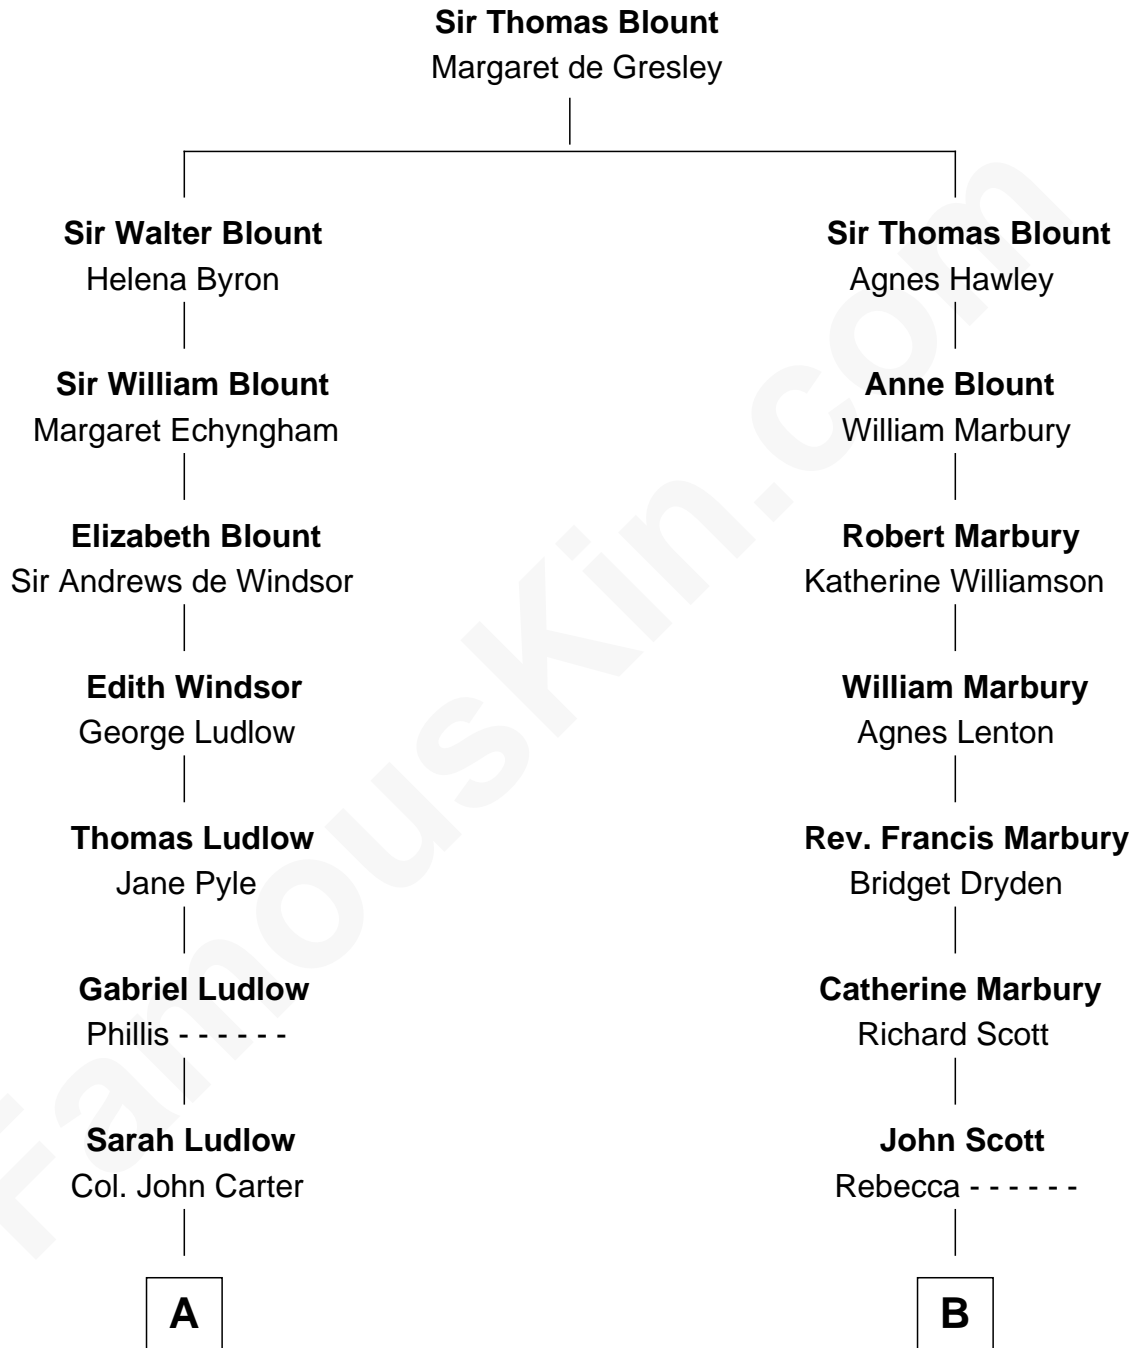 Sir Thomas Blount
Margaret de Gresley
Sir Walter Blount
Helena Byron
Sir William Blount
Margaret Echyngham
Elizabeth Blount
Sir Andrews de Windsor
Edith Windsor
George Ludlow
Thomas Ludlow
Jane Pyle
Gabriel Ludlow
Phillis - - - - - -
Sarah Ludlow
Col. John Carter
A
Sir Thomas Blount
Agnes Hawley
Anne Blount
William Marbury
Robert Marbury
Katherine Williamson
William Marbury
Agnes Lenton
Rev. Francis Marbury
Bridget Dryden
Catherine Marbury
Richard Scott
John Scott
Rebecca - - - - - -
B
FamousKin.com